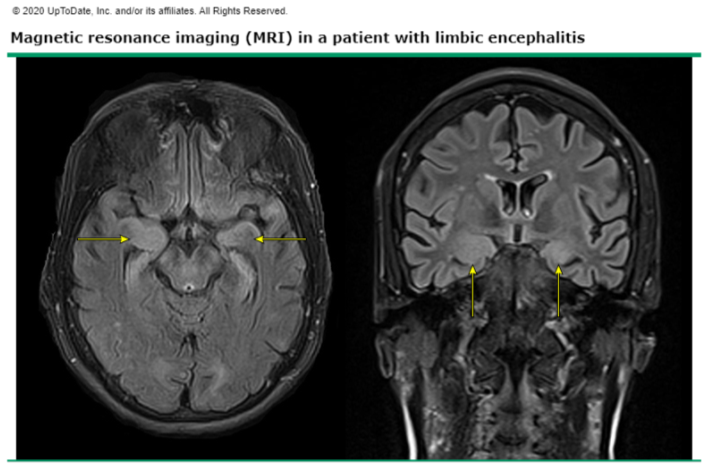 © 2020 UpToDate, Inc. and/or its affiliates. All Rights Reserved.
Magnetic resonance imaging (MRI) in a patient with limbic encephalitis